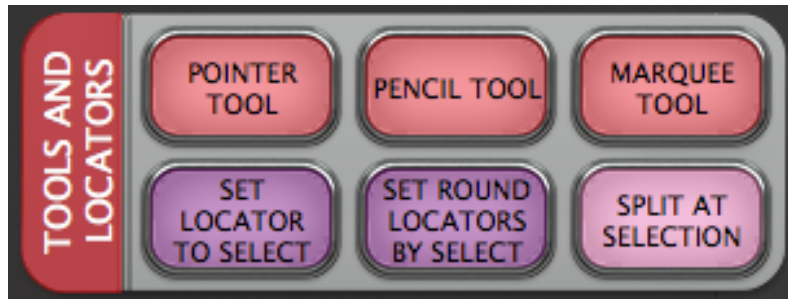 TOOLS AND
LOCATORS
POINTER
TOOL
PENCIL TOOL
MARQUEE
TOOL
SET
LOCATOR
TO SELECT
SET ROUND
LOCATORS
BY SELECT
SPLIT AT
SELECTION